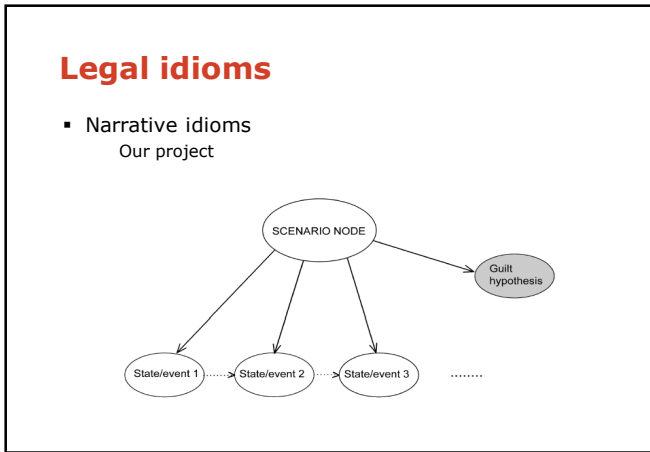 Legal idioms
▪ Narrative idioms
Our project
SCENARIO NODE
Guilt
hypothesis
State/event 1
State/event 2
State/event 3
........